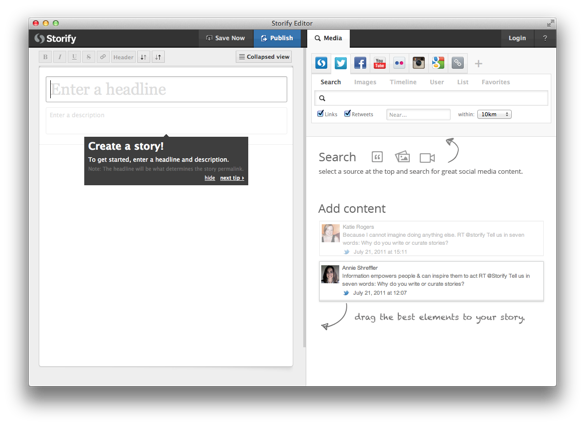 Storify Editor
Storify
Save Now
Publish
Media
Login
?
B I U S Header
Collapsed view
Enter a headline
Enter a description
Create a story!
To get started, enter a headline and description.
Note: The headline will be what determines the story permalink.
hide next tip
You Tube
Search Images Timeline User List Favorites
Links Retweets Near... within: 10km
Search
select a source at the top and search for great social media content.
Add content
Katie Rogers
Because I cannot imagine doing anything else. RT @storify Tell us in seven
words: Why do you write or curate stories?
July 21, 2011 at 15:11
Annie Shreffler
Information empowers people & can inspire them to act RT @Storify Tell us in
seven words: Why do you write or curate stories?
July 21, 2011 at 12:07
drag the best elements to your story.